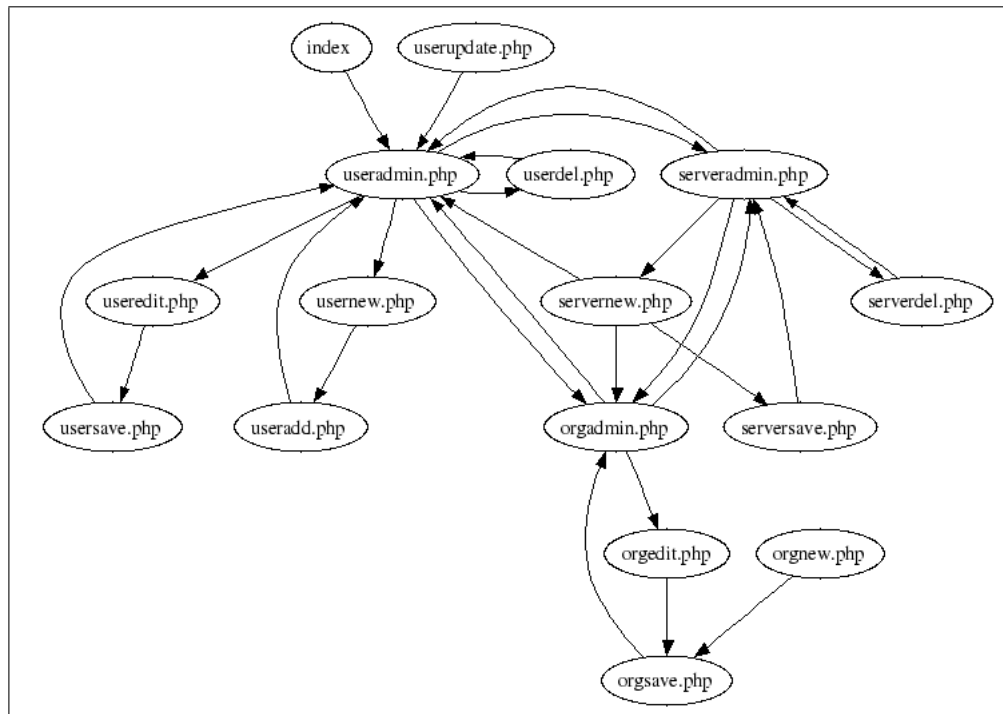 index
userupdate.php
useradmin.php
userdel.php
serveradmin.php
useredit.php
usernew.php
servernew.php
serverdel.php
usersave.php
useradd.php
orgadmin.php
serversave.php
orgedit.php
orgnew.php
orgsave.php